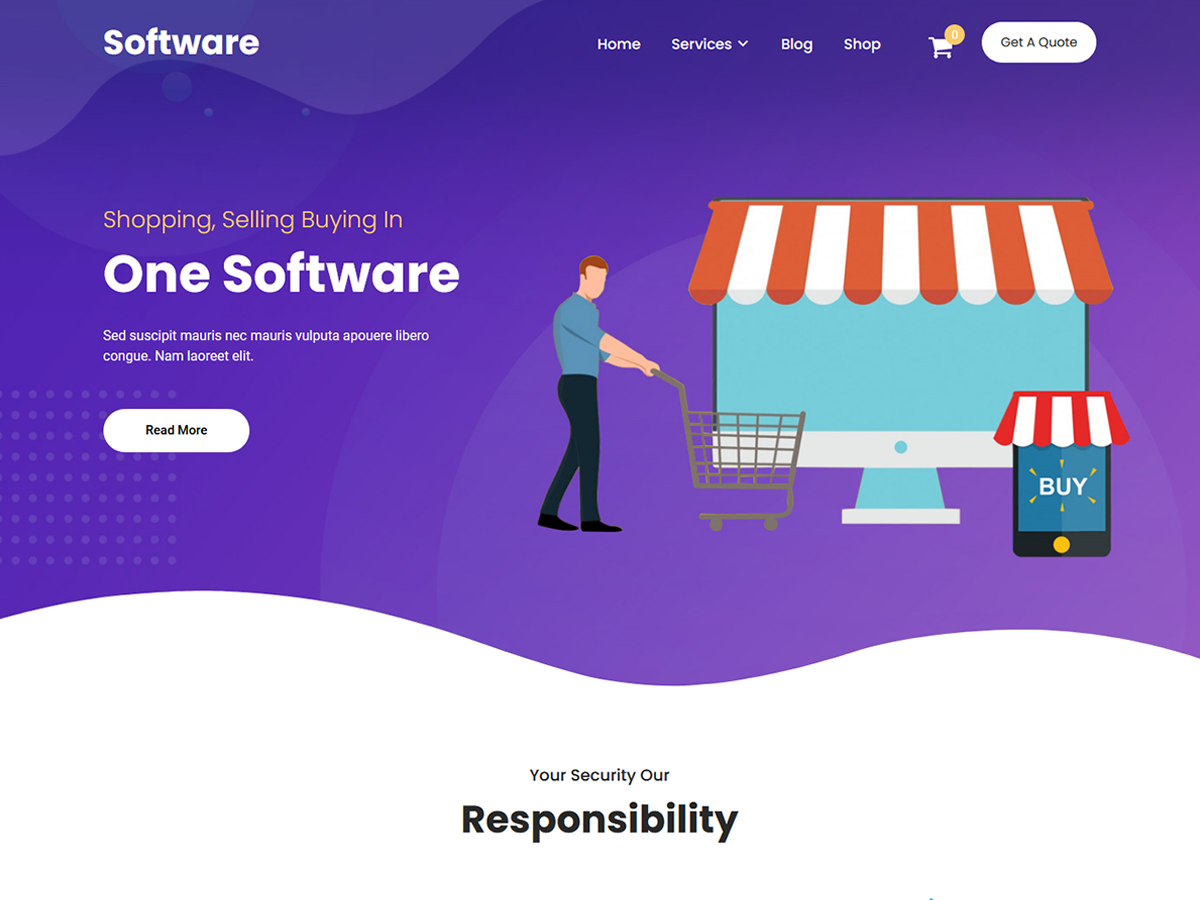 Software
Home
Services
Blog
Shop
0
Get A Quote
Shopping, Selling Buying In
One Software
Sed suscipit mauris nec mauris vulputa apouere libero
congue. Nam laoreet elit.
Read More
BUY
Your Security Our
Responsibility